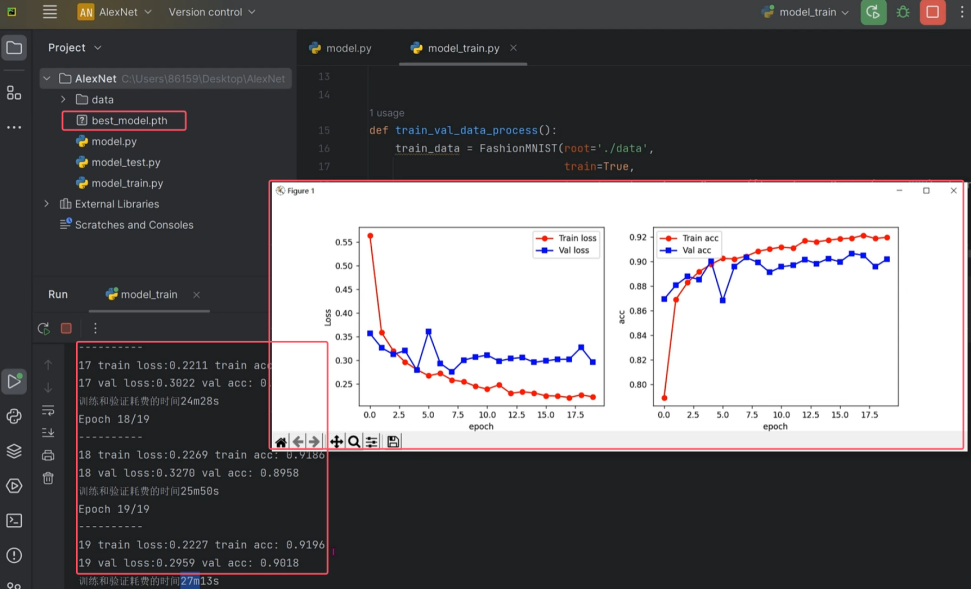 AN AlexNet Version control model_train
Project
model.py model_train.py
AlexNet C:\Users\86159\Desktop\AlexNet
data
best_model.pth
model.py
model_test.py
model_train.py
External Libraries
Scratches and Consoles
13
14
1 usage
15 def train_val_data_process():
16 train_data = FashionMNIST(root='./data',
17 train=True,
Figure 1
Train loss
Val loss
0.55
0.50
0.45
0.40
0.35
0.30
0.25
Loss
0.0 2.5 5.0 7.5 10.0 12.5 15.0 17.5
epoch
Train acc
Val acc
0.92
0.90
0.88
0.86
0.84
0.82
0.80
acc
0.0 2.5 5.0 7.5 10.0 12.5 15.0 17.5
epoch
Run model_train
----------
17 train loss:0.2211 train acc
17 val loss:0.3022 val acc: 0.
训练和验证耗费的时间24m28s
Epoch 18/19
----------
18 train loss:0.2269 train acc: 0.9186
18 val loss:0.3270 val acc: 0.8958
训练和验证耗费的时间25m50s
Epoch 19/19
----------
19 train loss:0.2227 train acc: 0.9196
19 val loss:0.2959 val acc: 0.9018
训练和验证耗费的时间27m13s